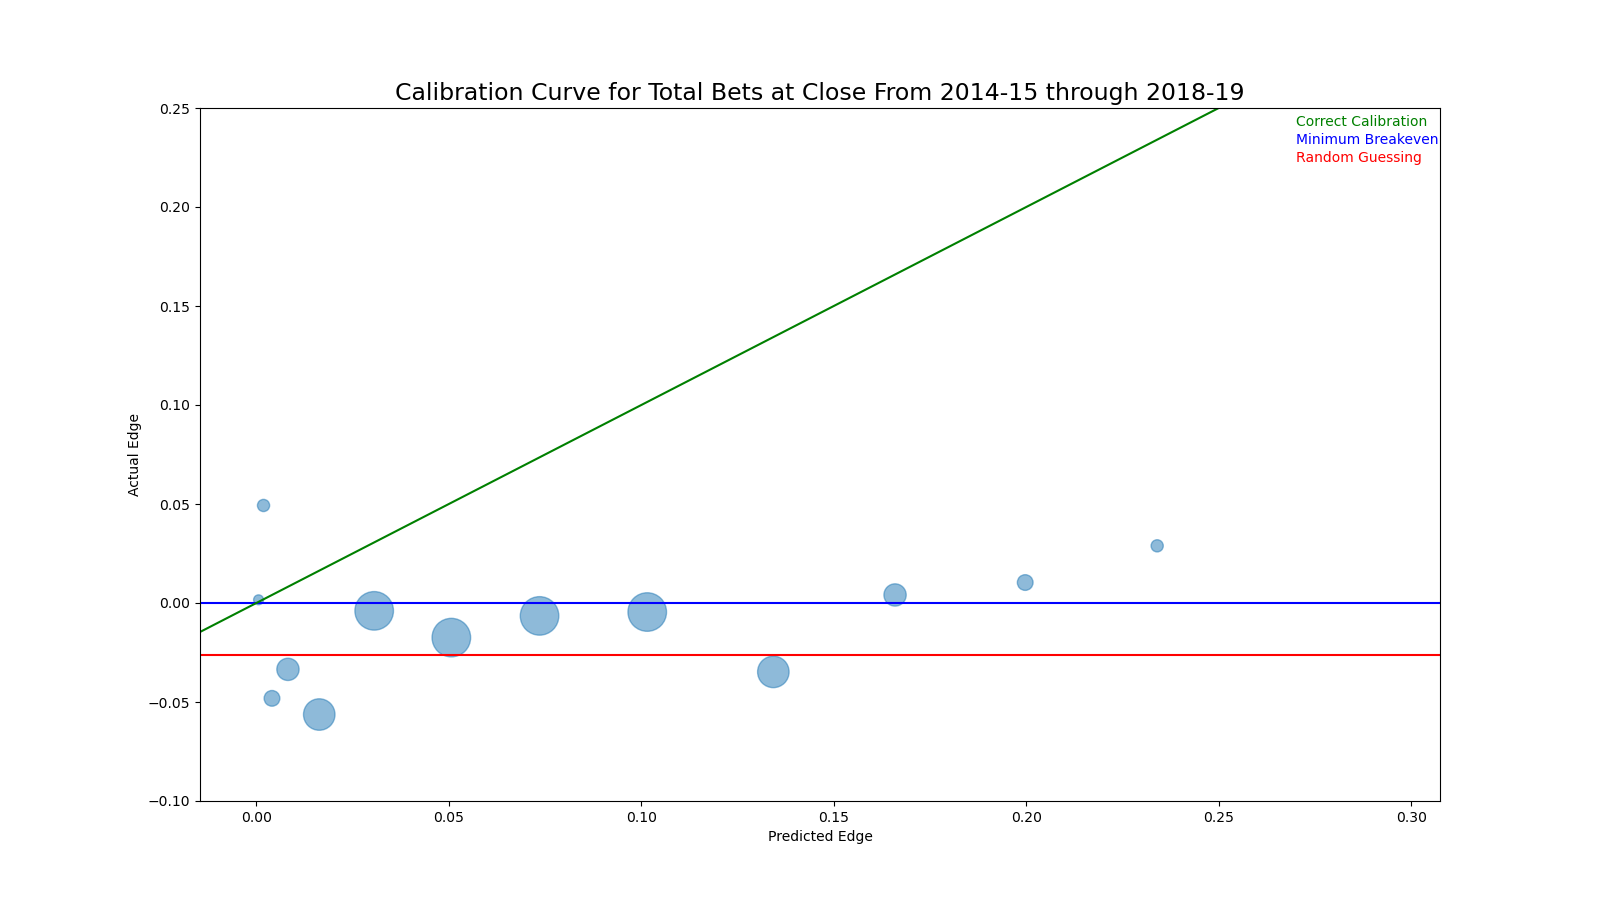 Calibration Curve for Total Bets at Close From 2014-15 through 2018-19
0.25
Correct Calibration
Minimum Breakeven
Random Guessing
0.20
0.15
0.10
Actual Edge
0.05
0.00
−0.05
−0.10
0.00 0.05 0.10 0.15 0.20 0.25 0.30
Predicted Edge